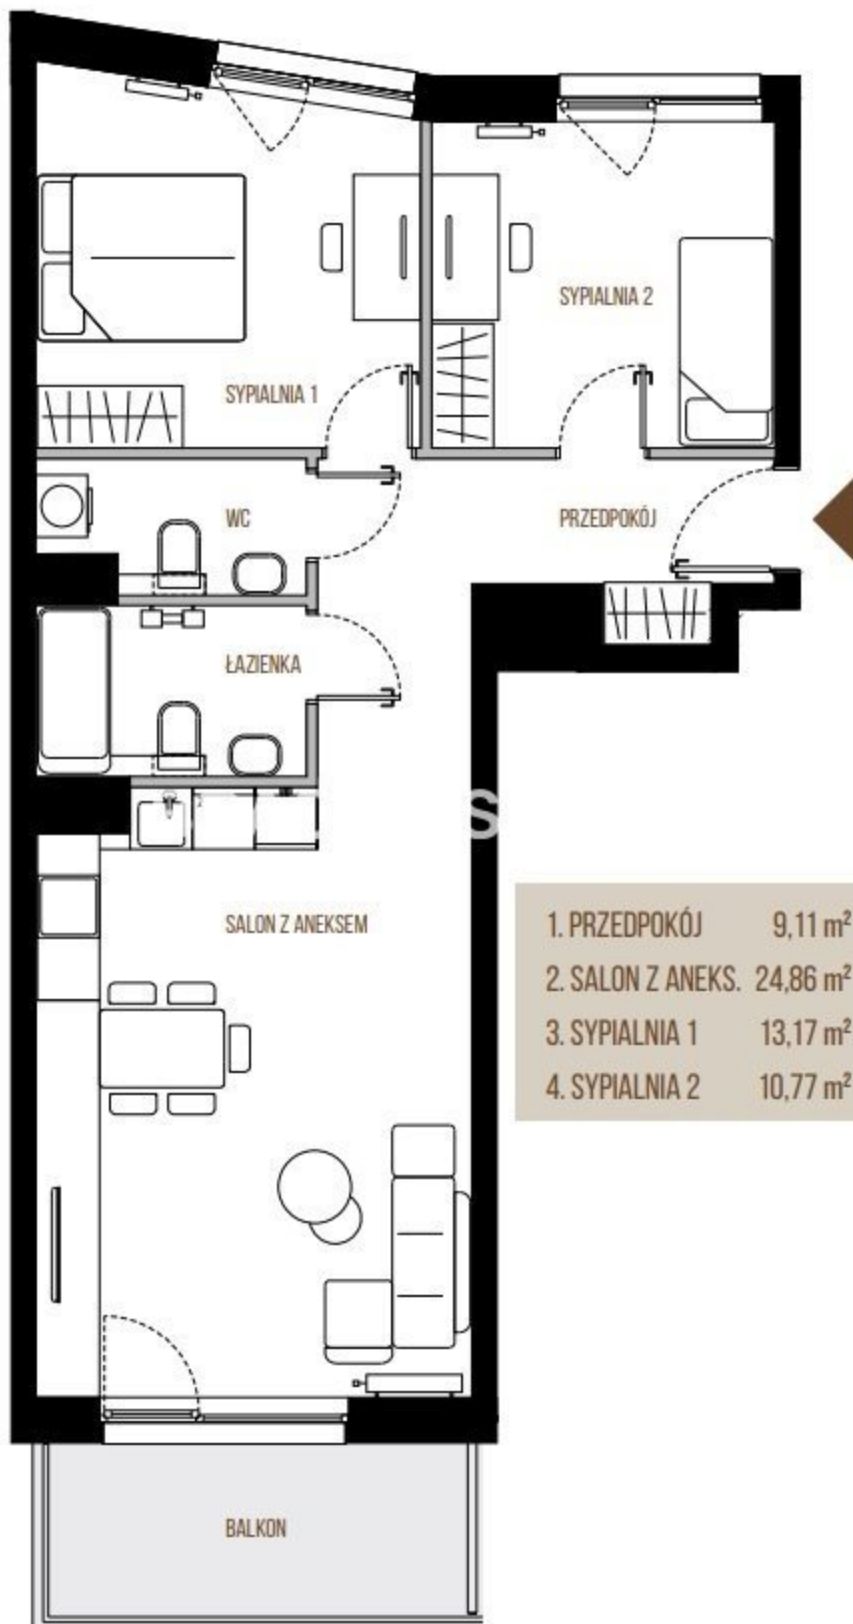 SYPIALNIA 2
SYPIALNIA 1
WC
PRZEDPOKÓJ
ŁAZIENKA
SALON Z ANEKSEM
1. PRZEDPOKÓJ 9,11 m²
2. SALON Z ANEKS. 24,86 m²
3. SYPIALNIA 1 13,17 m²
4. SYPIALNIA 2 10,77 m²
BALKON